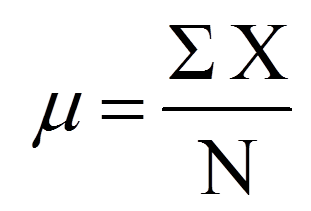 μ = ΣX / N